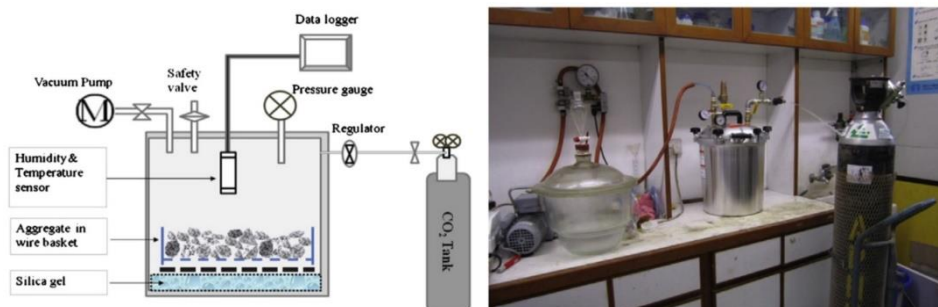 Data logger
Vacuum Pump
Safety
valve
Pressure gauge
M
Regulator
Humidity &
Temperature
sensor
Aggregate in
wire basket
Silica gel
CO₂ Tank